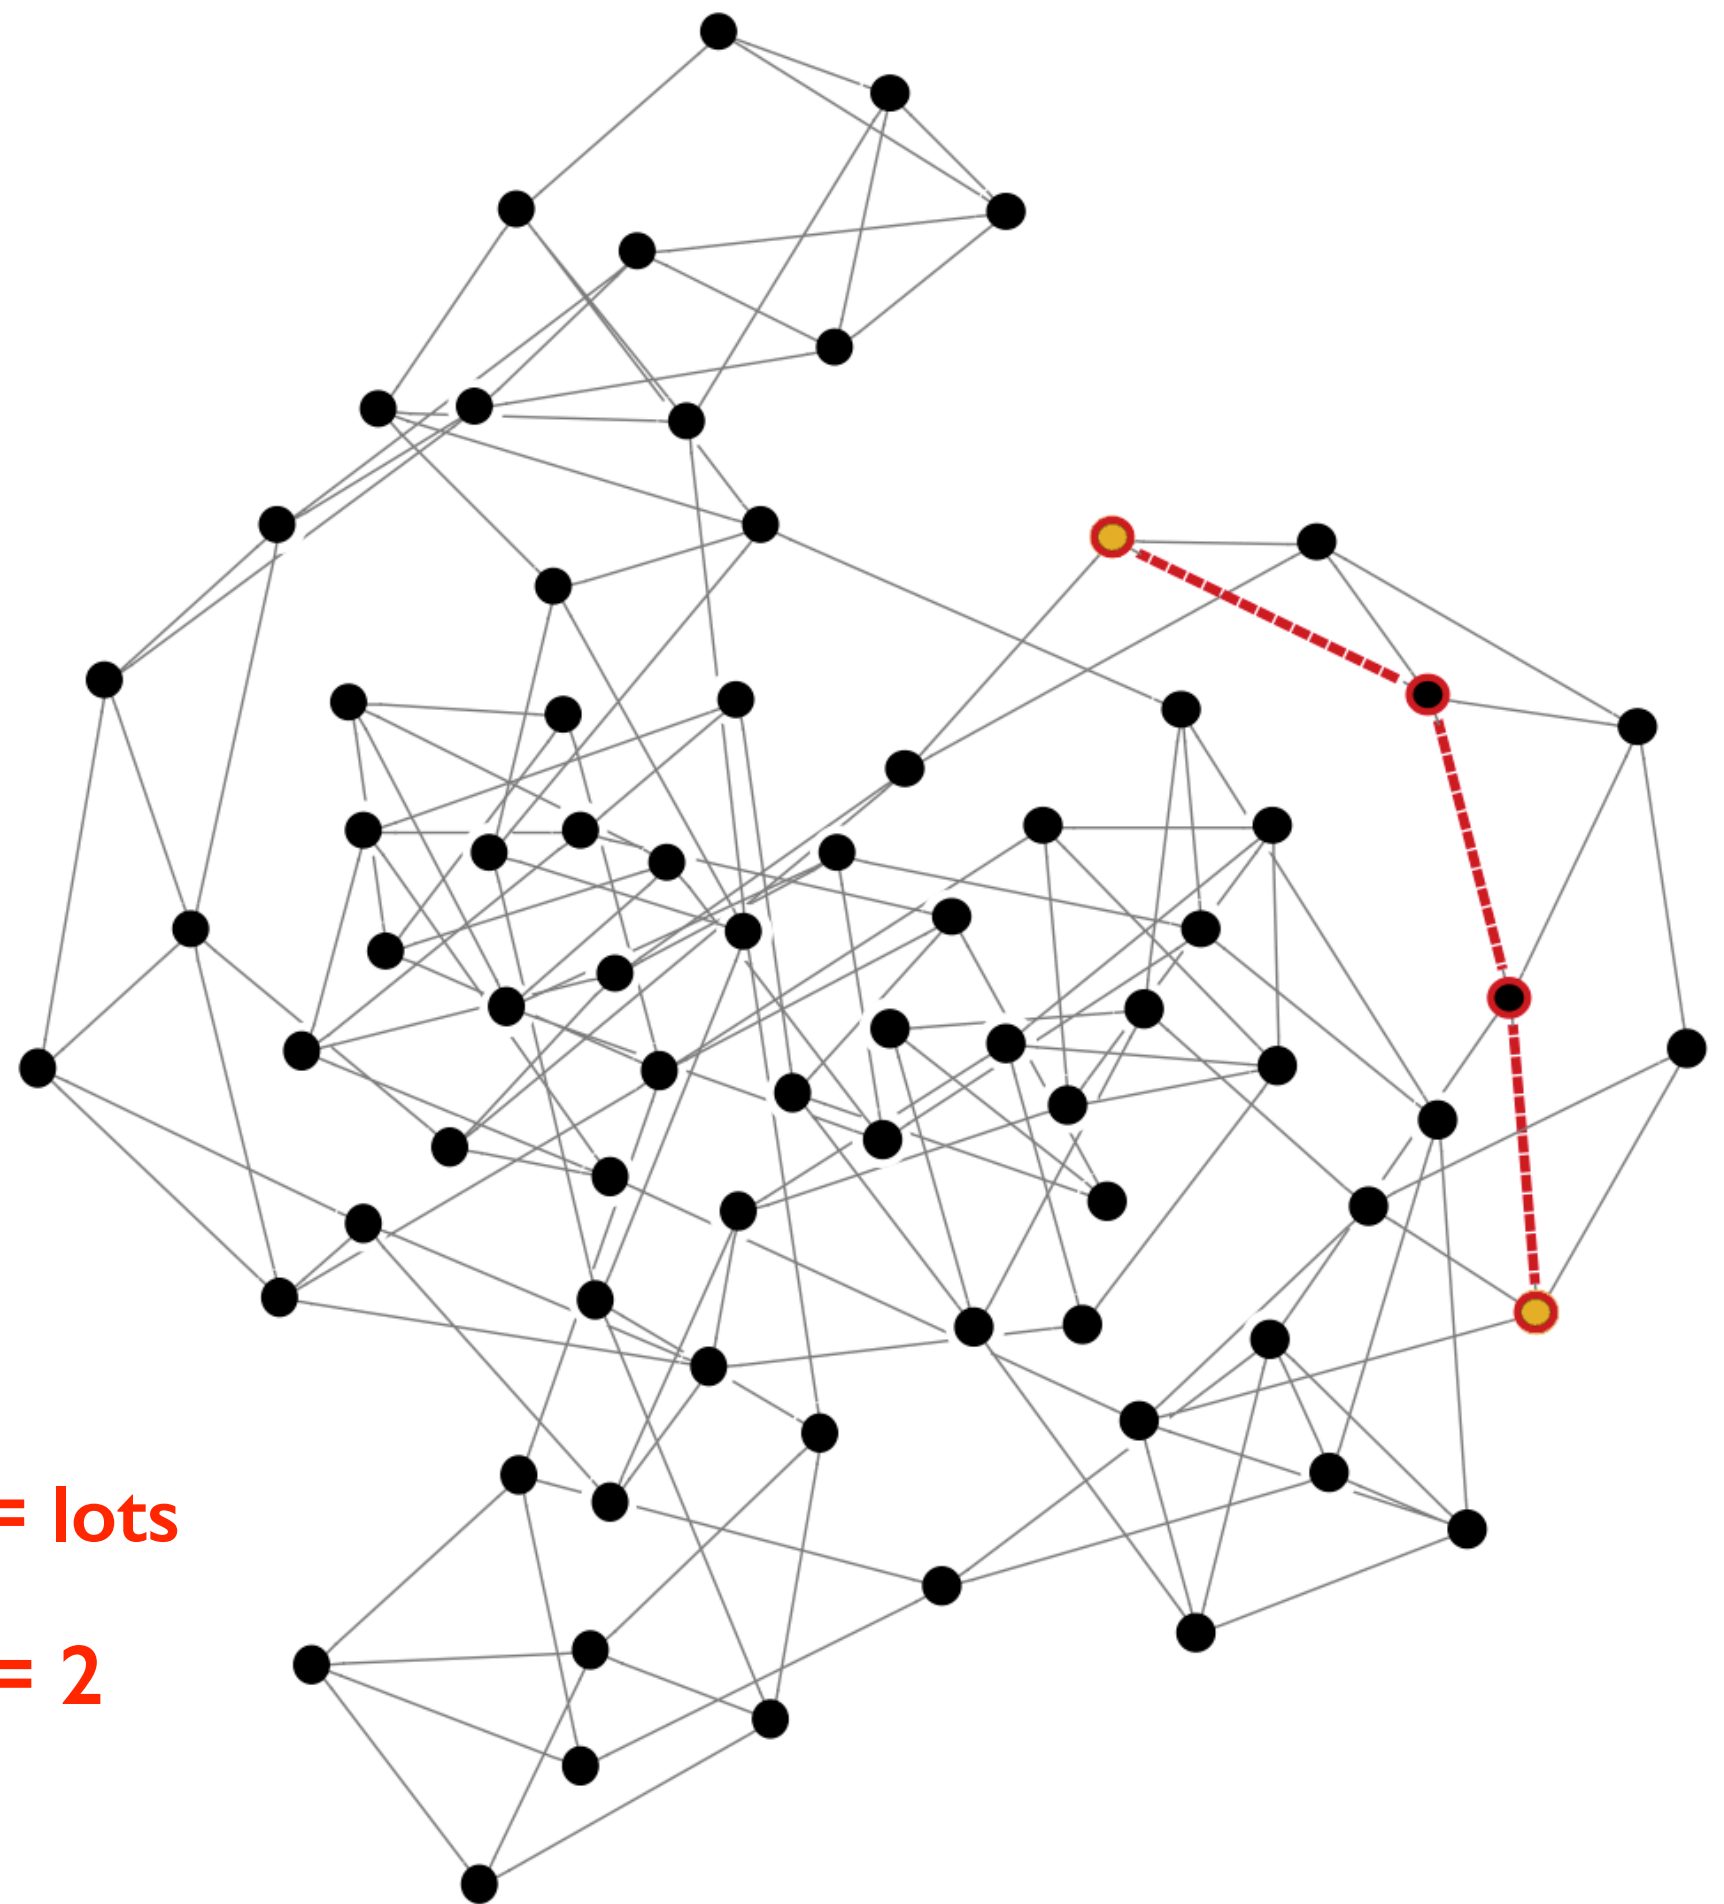 = lots
= 2